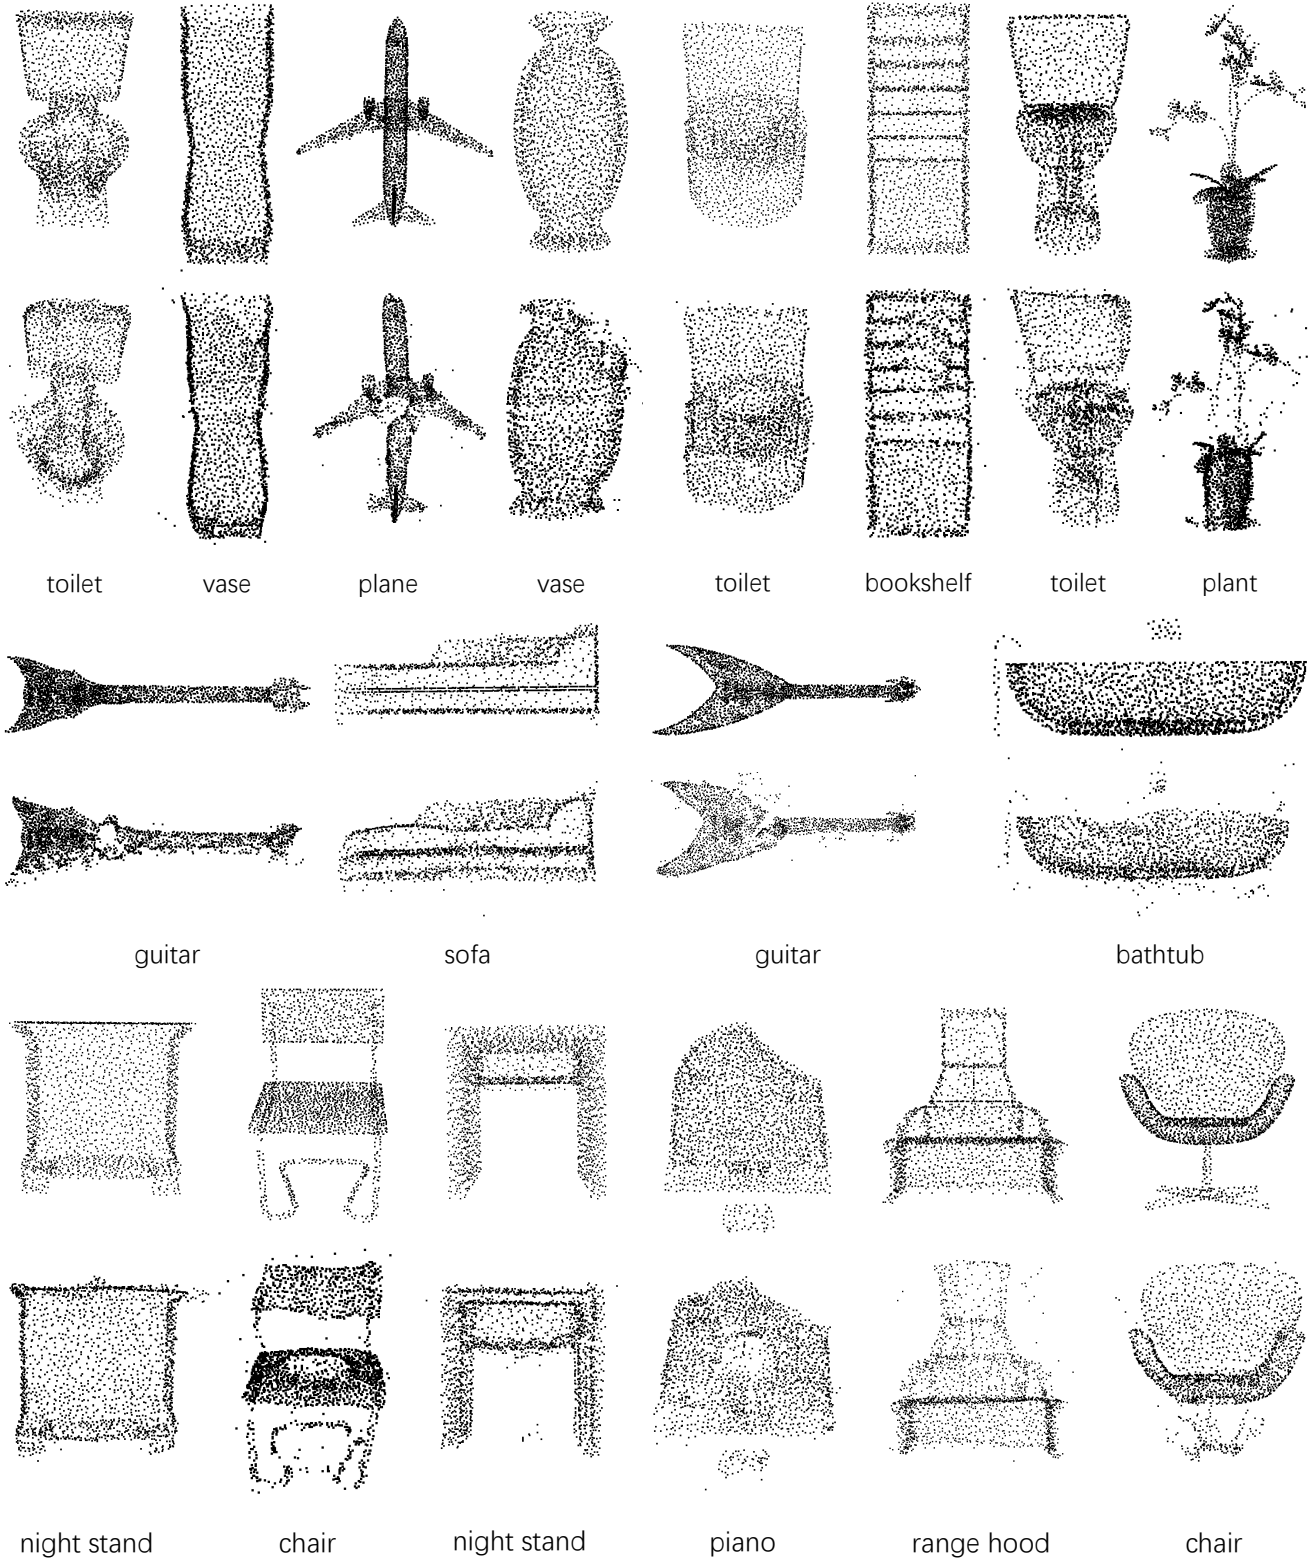 toilet vase plane vase toilet bookshelf toilet plant
guitar sofa guitar bathtub
night stand chair night stand piano range hood chair